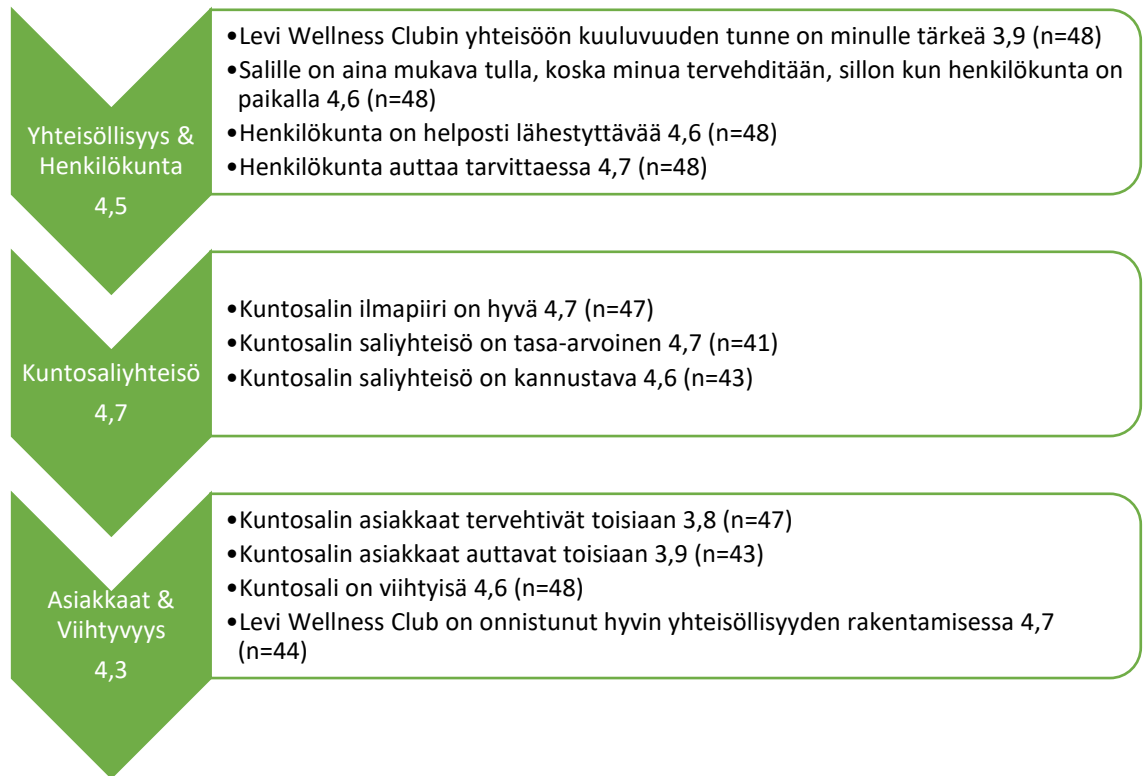 Yhteisöllisyys &
Henkilökunta
4,5
•Levi Wellness Clubin yhteisöön kuuluvuuden tunne on minulle tärkeä 3,9 (n=48)
•Salille on aina mukava tulla, koska minua tervehditään, sillon kun henkilökunta on
paikalla 4,6 (n=48)
•Henkilökunta on helposti lähestyttävää 4,6 (n=48)
•Henkilökunta auttaa tarvittaessa 4,7 (n=48)
Kuntosaliyhteisö
4,7
•Kuntosalin ilmapiiri on hyvä 4,7 (n=47)
•Kuntosalin saliyhteisö on tasa-arvoinen 4,7 (n=41)
•Kuntosalin saliyhteisö on kannustava 4,6 (n=43)
Asiakkaat &
Viihtyvyys
4,3
•Kuntosalin asiakkaat tervehtivät toisiaan 3,8 (n=47)
•Kuntosalin asiakkaat auttavat toisiaan 3,9 (n=43)
•Kuntosali on viihtyisä 4,6 (n=48)
•Levi Wellness Club on onnistunut hyvin yhteisöllisyyden rakentamisessa 4,7
(n=44)